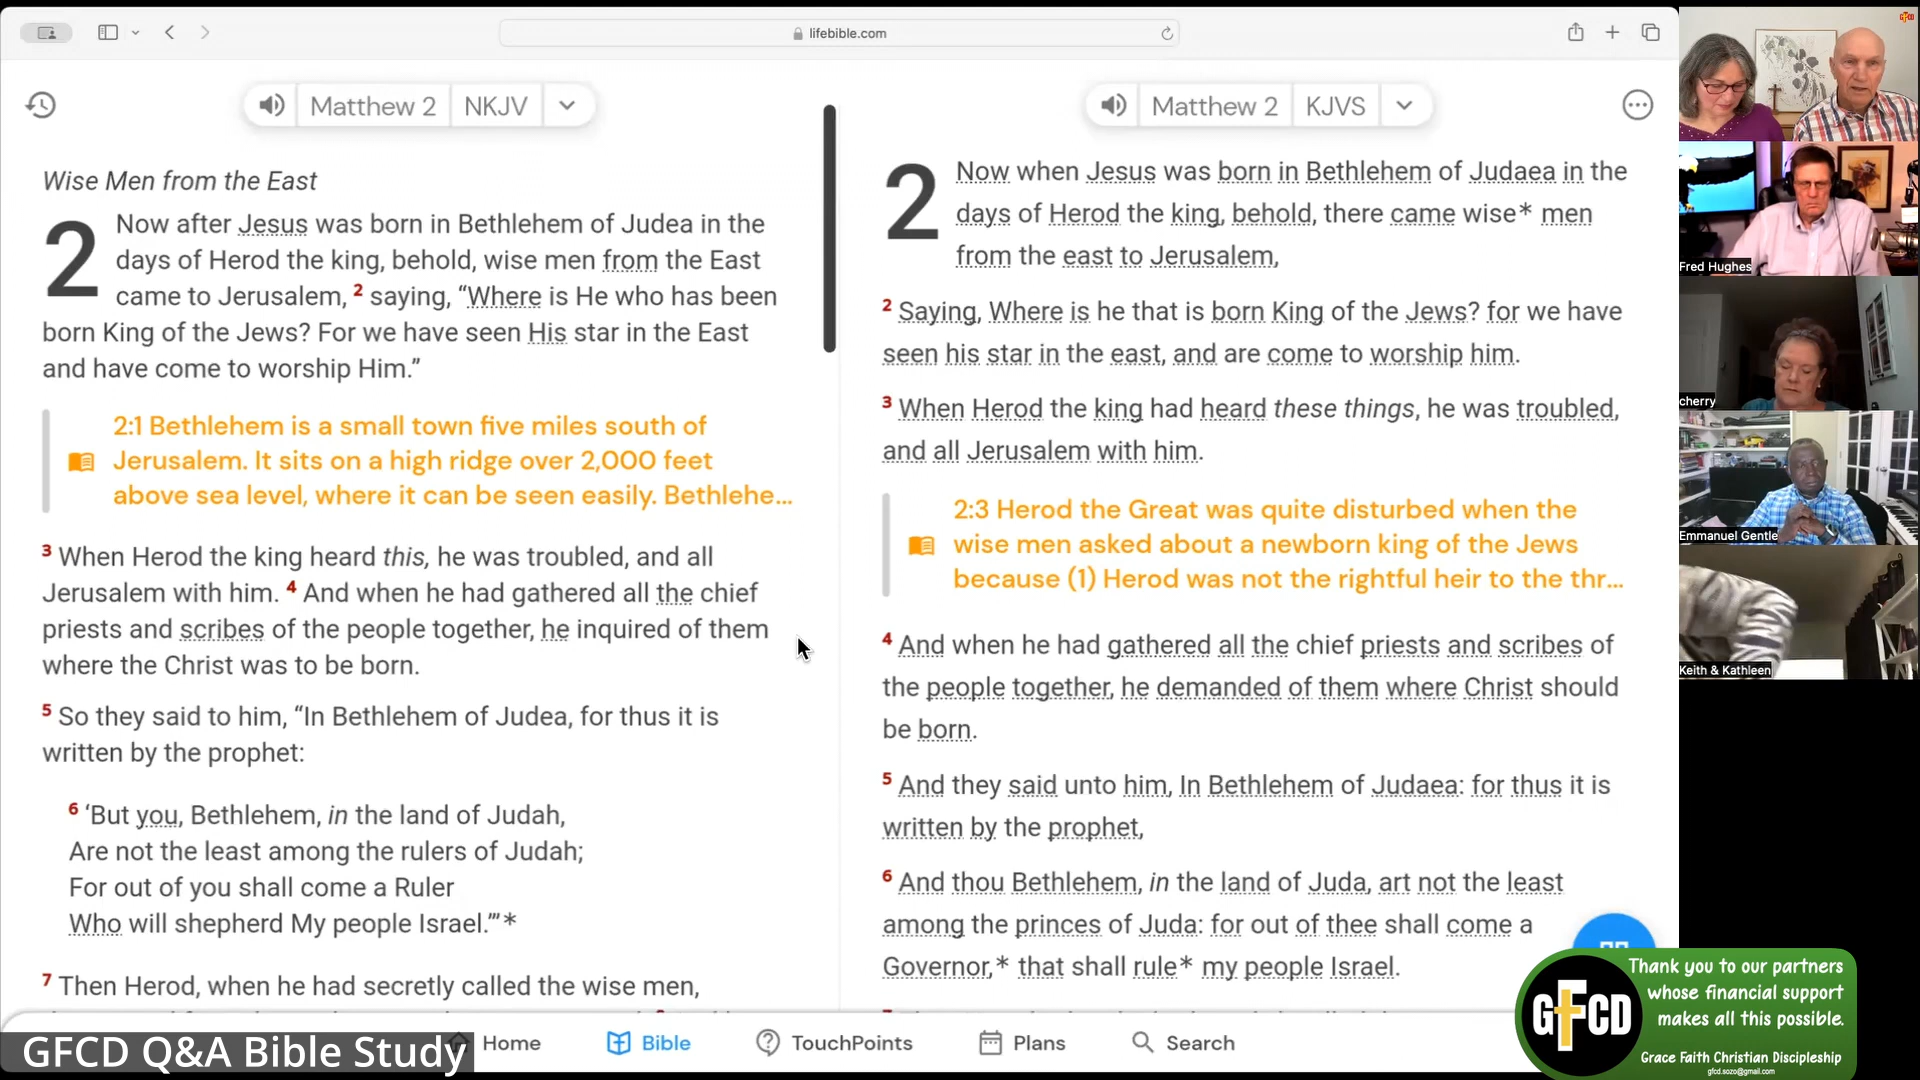 lifebible.com
Matthew 2 NKJV
Wise Men from the East
2 Now after Jesus was born in Bethlehem of Judea in the
days of Herod the king, behold, wise men from the East
came to Jerusalem, 2 saying, “Where is He who has been
born King of the Jews? For we have seen His star in the East
and have come to worship Him.”
2:1 Bethlehem is a small town five miles south of
Jerusalem. It sits on a high ridge over 2,000 feet
above sea level, where it can be seen easily. Bethlehe...
3 When Herod the king heard this, he was troubled, and all
Jerusalem with him. 4 And when he had gathered all the chief
priests and scribes of the people together, he inquired of them
where the Christ was to be born.
5 So they said to him, “In Bethlehem of Judea, for thus it is
written by the prophet:
6 ‘But you, Bethlehem, in the land of Judah,
Are not the least among the rulers of Judah;
For out of you shall come a Ruler
Who will shepherd My people Israel.’”*
7 Then Herod, when he had secretly called the wise men,
Matthew 2 KJVS
2 Now when Jesus was born in Bethlehem of Judaea in the
days of Herod the king, behold, there came wise* men
from the east to Jerusalem,
2 Saying, Where is he that is born King of the Jews? for we have
seen his star in the east, and are come to worship him.
3 When Herod the king had heard these things, he was troubled,
and all Jerusalem with him.
2:3 Herod the Great was quite disturbed when the
wise men asked about a newborn king of the Jews
because (1) Herod was not the rightful heir to the thr...
4 And when he had gathered all the chief priests and scribes of
the people together, he demanded of them where Christ should
be born.
5 And they said unto him, In Bethlehem of Judaea: for thus it is
written by the prophet,
6 And thou Bethlehem, in the land of Juda, art not the least
among the princes of Juda: for out of thee shall come a
Governor,* that shall rule* my people Israel.
Home Bible TouchPoints Plans Search
GFCD Q&A Bible Study
GFCD
Fred Hughes
cherry
Emmanuel Gentle
Keith & Kathleen
GFCD
Thank you to our partners
whose financial support
makes all this possible.
Grace Faith Christian Discipleship
gfcd.sozo@gmail.com